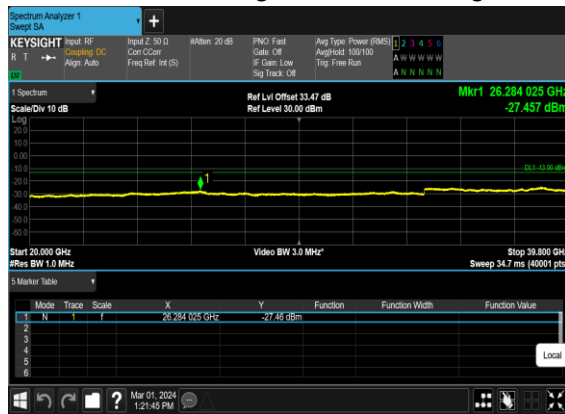 Spectrum Analyzer 1
Swept SA
KEYSIGHT Input: RF Input Z: 50 Ω #Atten: 20 dB PNO: Fast Avg Type: Power (RMS) 1 2 3 4 5 6
R T Coupling: DC Corr CCorr Gate: Off Avg|Hold: 100/100 A W W W W W
Align: Auto Freq Ref: Int (S) IF Gain: Low Trig: Free Run
LW Sig Track: Off A N N N N N
1 Spectrum Ref Lvl Offset 33.47 dB Mkr1 26.284 025 GHz
Scale/Div 10 dB Ref Level 30.00 dBm -27.457 dBm
Log
20.0
10.0
0.00
-10.0 DL1 -13.00 dBm
-20.0 1
-30.0
-40.0
-50.0
-60.0
Start 20.000 GHz Video BW 3.0 MHz* Stop 39.800 GHz
#Res BW 1.0 MHz Sweep 34.7 ms (40001 pts
5 Marker Table
Mode Trace Scale X Y Function Function Width Function Value
1 N 1 f 26.284 025 GHz -27.46 dBm
2
3
4
5
6
Local
? Mar 01, 2024
1:21:45 PM